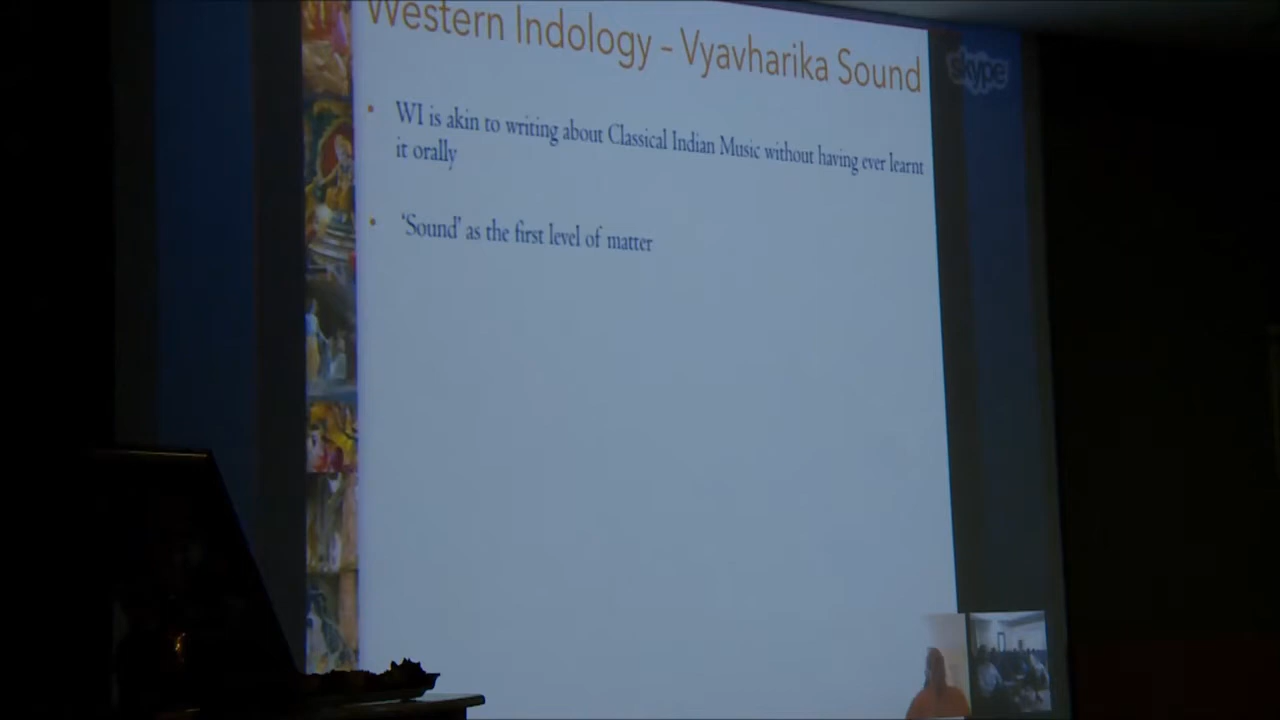 Western Indology - Vyavharika Sound
skype
• WI is akin to writing about Classical Indian Music without having ever learnt
it orally
• 'Sound' as the first level of matter